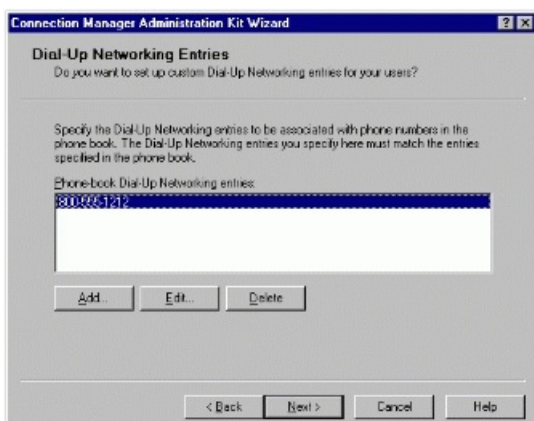 Connection Manager Administration Kit Wizard
Dial-Up Networking Entries
Do you want to set up custom Dial-Up Networking entries for your users?
Specify the Dial-Up Networking entries to be associated with phone numbers in the
phone book. The Dial-Up Networking entries you specify here must match the entries
specified in the phone book.
Phone-book Dial-Up Networking entries:
800-555-1212
Add... Edit... Delete
< Back Next > Cancel Help